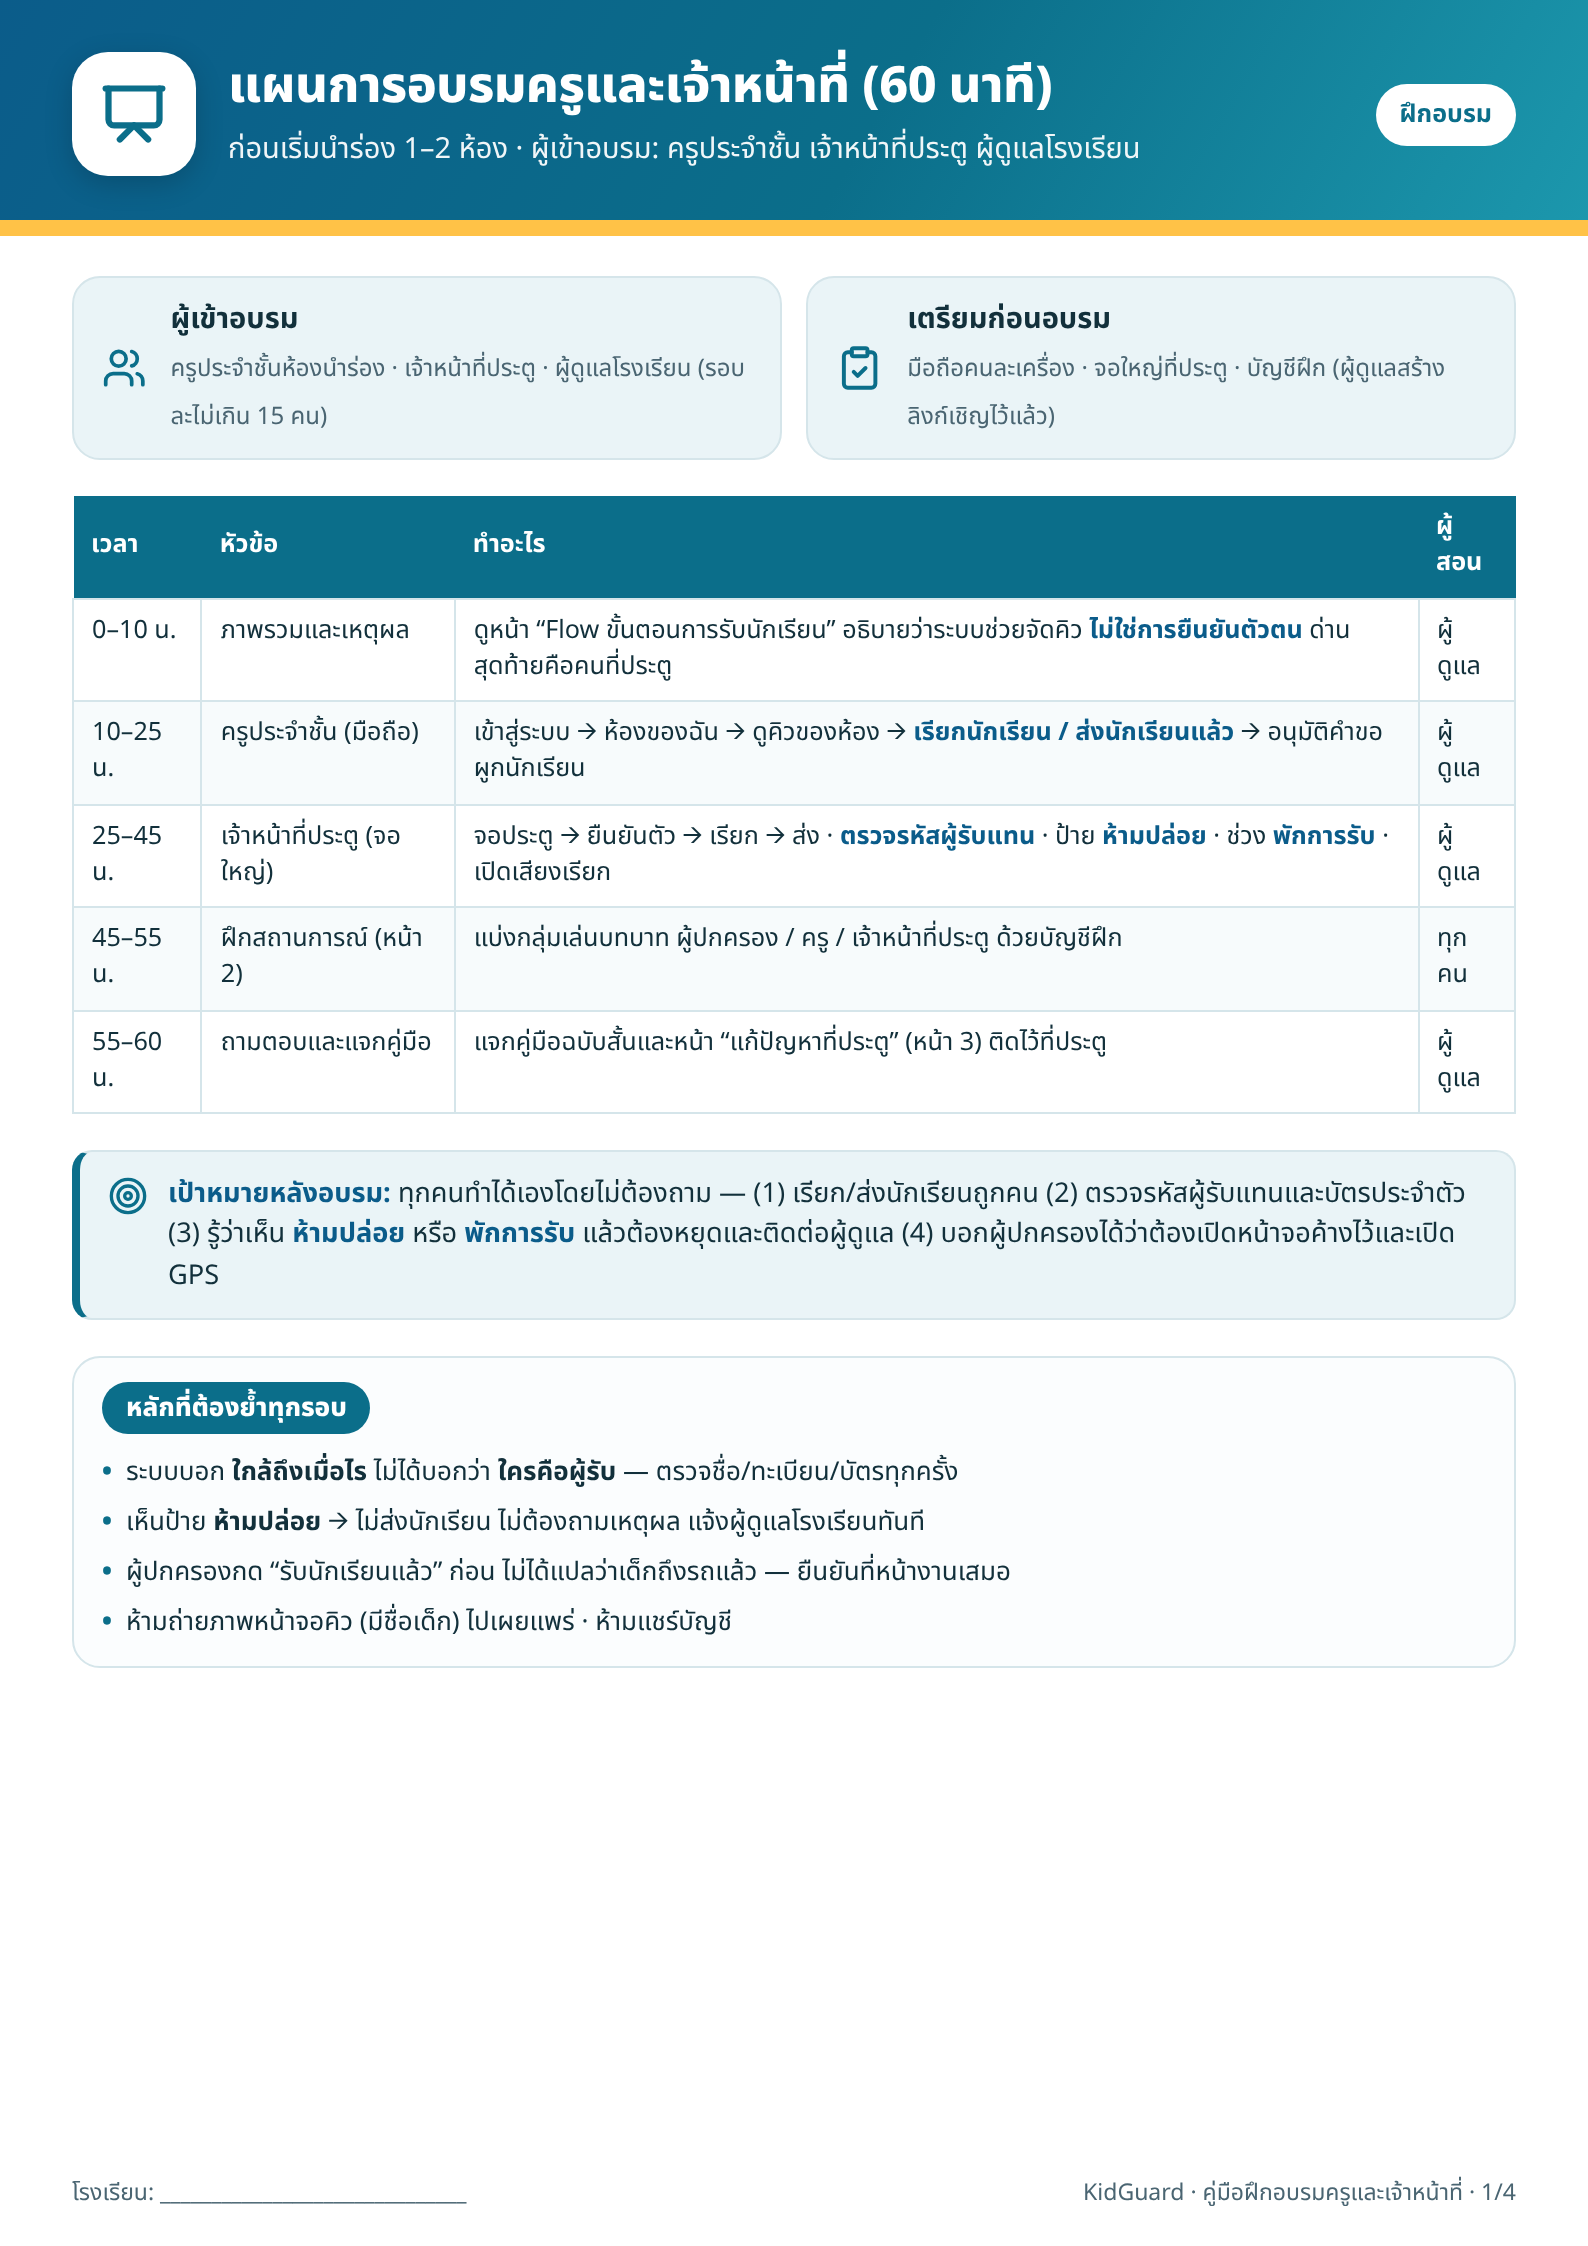 แผนการอบรมครูและเจ้าหน้าที่ (60 นาที)
ก่อนเริ่มนำร่อง 1–2 ห้อง · ผู้เข้าอบรม: ครูประจำชั้น เจ้าหน้าที่ประตู ผู้ดูแลโรงเรียน
ฝึกอบรม
ผู้เข้าอบรม
ครูประจำชั้นห้องนำร่อง · เจ้าหน้าที่ประตู · ผู้ดูแลโรงเรียน (รอบ
ละไม่เกิน 15 คน)
เตรียมก่อนอบรม
มือถือคนละเครื่อง · จอใหญ่ที่ประตู · บัญชีฝึก (ผู้ดูแลสร้าง
ลิงก์เชิญไว้แล้ว)
เวลา
หัวข้อ
ทำอะไร
ผู้
สอน
0–10 น.
ภาพรวมและเหตุผล
ดูหน้า “Flow ขั้นตอนการรับนักเรียน” อธิบายว่าระบบช่วยจัดคิว ไม่ใช่การยืนยันตัวตน ด่าน
สุดท้ายคือคนที่ประตู
ผู้
ดูแล
10–25
น.
ครูประจำชั้น (มือถือ)
เข้าสู่ระบบ → ห้องของฉัน → ดูคิวของห้อง → เรียกนักเรียน / ส่งนักเรียนแล้ว → อนุมัติคำขอ
ผูกนักเรียน
ผู้
ดูแล
25–45
น.
เจ้าหน้าที่ประตู (จอ
ใหญ่)
จอประตู → ยืนยันตัว → เรียก → ส่ง · ตรวจรหัสผู้รับแทน · ป้าย ห้ามปล่อย · ช่วง พักการรับ ·
เปิดเสียงเรียก
ผู้
ดูแล
45–55
น.
ฝึกสถานการณ์ (หน้า
2)
แบ่งกลุ่มเล่นบทบาท ผู้ปกครอง / ครู / เจ้าหน้าที่ประตู ด้วยบัญชีฝึก
ทุก
คน
55–60
น.
ถามตอบและแจกคู่มือ
แจกคู่มือฉบับสั้นและหน้า “แก้ปัญหาที่ประตู” (หน้า 3) ติดไว้ที่ประตู
ผู้
ดูแล
เป้าหมายหลังอบรม: ทุกคนทำได้เองโดยไม่ต้องถาม — (1) เรียก/ส่งนักเรียนถูกคน (2) ตรวจรหัสผู้รับแทนและบัตรประจำตัว
(3) รู้ว่าเห็น ห้ามปล่อย หรือ พักการรับ แล้วต้องหยุดและติดต่อผู้ดูแล (4) บอกผู้ปกครองได้ว่าต้องเปิดหน้าจอค้างไว้และเปิด
GPS
หลักที่ต้องย้ำทุกรอบ
• ระบบบอก ใกล้ถึงเมื่อไร ไม่ได้บอกว่า ใครคือผู้รับ — ตรวจชื่อ/ทะเบียน/บัตรทุกครั้ง
• เห็นป้าย ห้ามปล่อย → ไม่ส่งนักเรียน ไม่ต้องถามเหตุผล แจ้งผู้ดูแลโรงเรียนทันที
• ผู้ปกครองกด “รับนักเรียนแล้ว” ก่อน ไม่ได้แปลว่าเด็กถึงรถแล้ว — ยืนยันที่หน้างานเสมอ
• ห้ามถ่ายภาพหน้าจอคิว (มีชื่อเด็ก) ไปเผยแพร่ · ห้ามแชร์บัญชี
โรงเรียน: __________________________
KidGuard · คู่มือฝึกอบรมครูและเจ้าหน้าที่ · 1/4